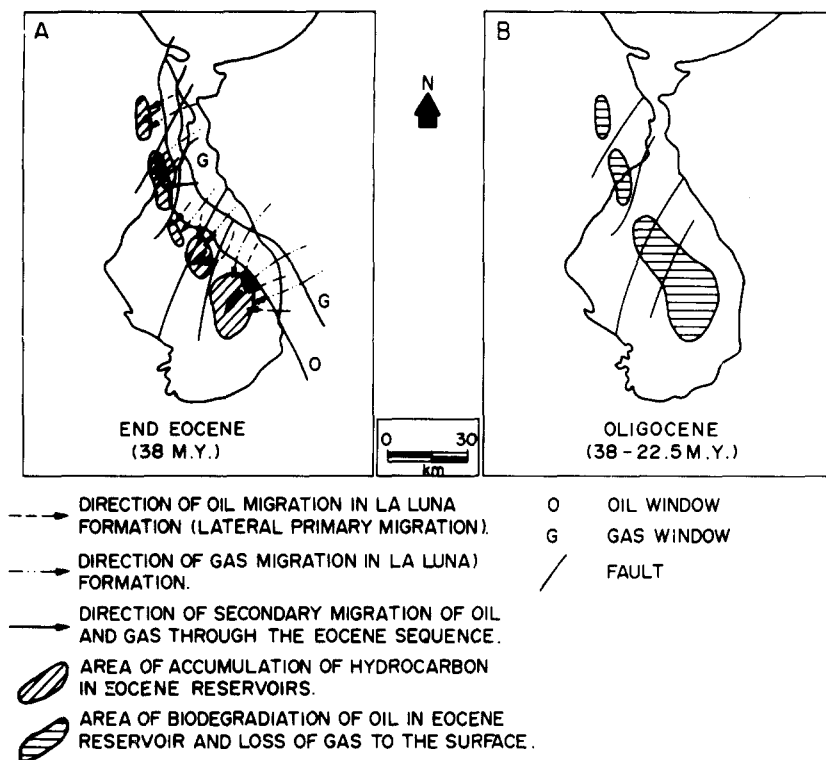 A
G
G
O
END EOCENE
(38 M.Y.)
N
0 30
km
B
OLIGOCENE
(38-22.5 M.Y.)
DIRECTION OF OIL MIGRATION IN LA LUNA
FORMATION (LATERAL PRIMARY MIGRATION).
DIRECTION OF GAS MIGRATION IN LA LUNA)
FORMATION.
DIRECTION OF SECONDARY MIGRATION OF OIL
AND GAS THROUGH THE EOCENE SEQUENCE.
AREA OF ACCUMULATION OF HYDROCARBON
IN EOCENE RESERVOIRS.
AREA OF BIODEGRADIATION OF OIL IN EOCENE
RESERVOIR AND LOSS OF GAS TO THE SURFACE.
O OIL WINDOW
G GAS WINDOW
FAULT